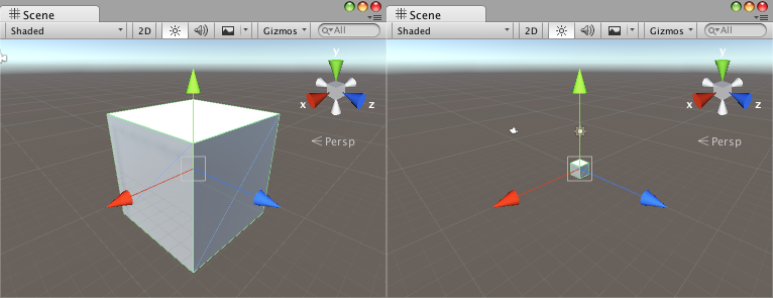 Scene
Shaded 2D Gizmos All
y
x z
Persp
Scene
Shaded 2D Gizmos All
y
x z
Persp